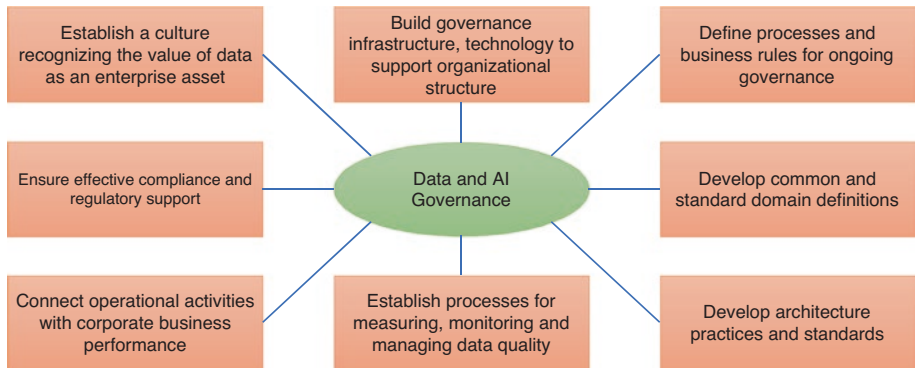 Establish a culture
recognizing the value of data
as an enterprise asset
Build governance
infrastructure, technology to
support organizational
structure
Define processes and
business rules for ongoing
governance
Ensure effective compliance and
regulatory support
Data and AI
Governance
Develop common and
standard domain definitions
Connect operational activities
with corporate business
performance
Establish processes for
measuring, monitoring and
managing data quality
Develop architecture
practices and standards